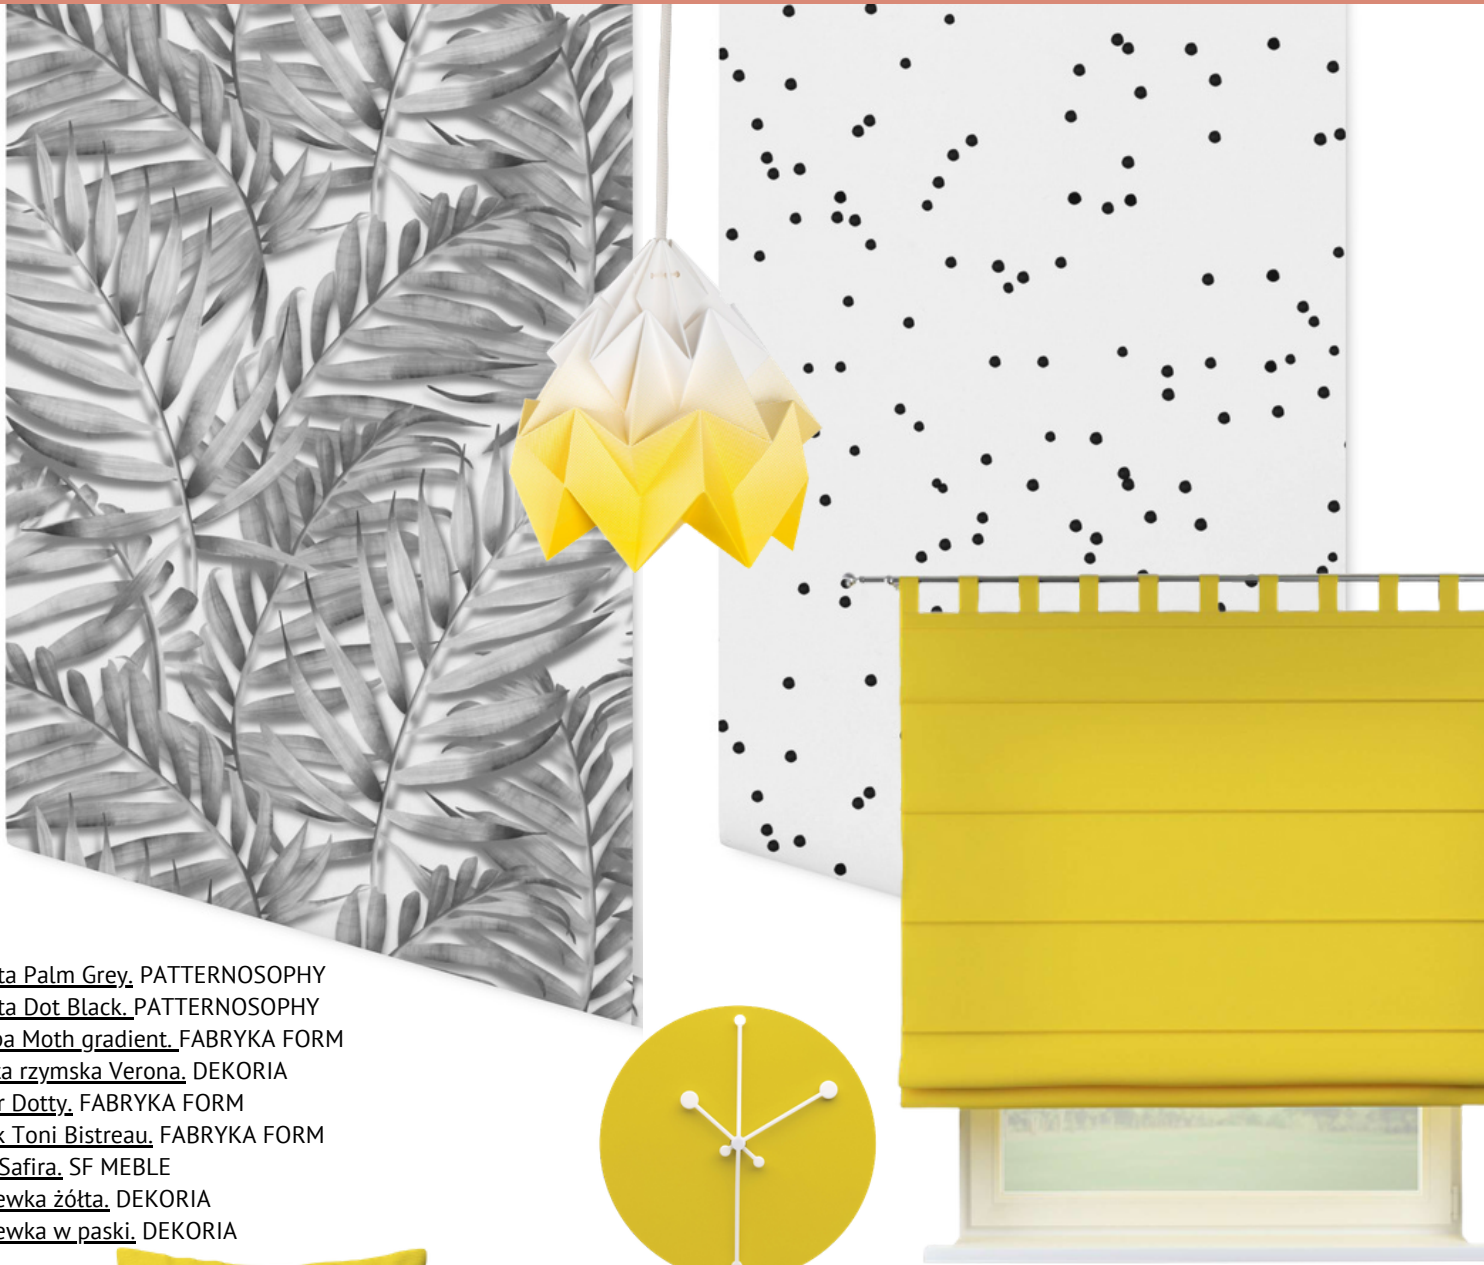 ta Palm Grey. PATTERNOSOPHY
ta Dot Black. PATTERNOSOPHY
pa Moth gradient. FABRYKA FORM
ta rzymska Verona. DEKORIA
r Dotty. FABRYKA FORM
k Toni Bistreau. FABRYKA FORM
Safira. SF MEBLE
ewka żółta. DEKORIA
ewka w paski. DEKORIA